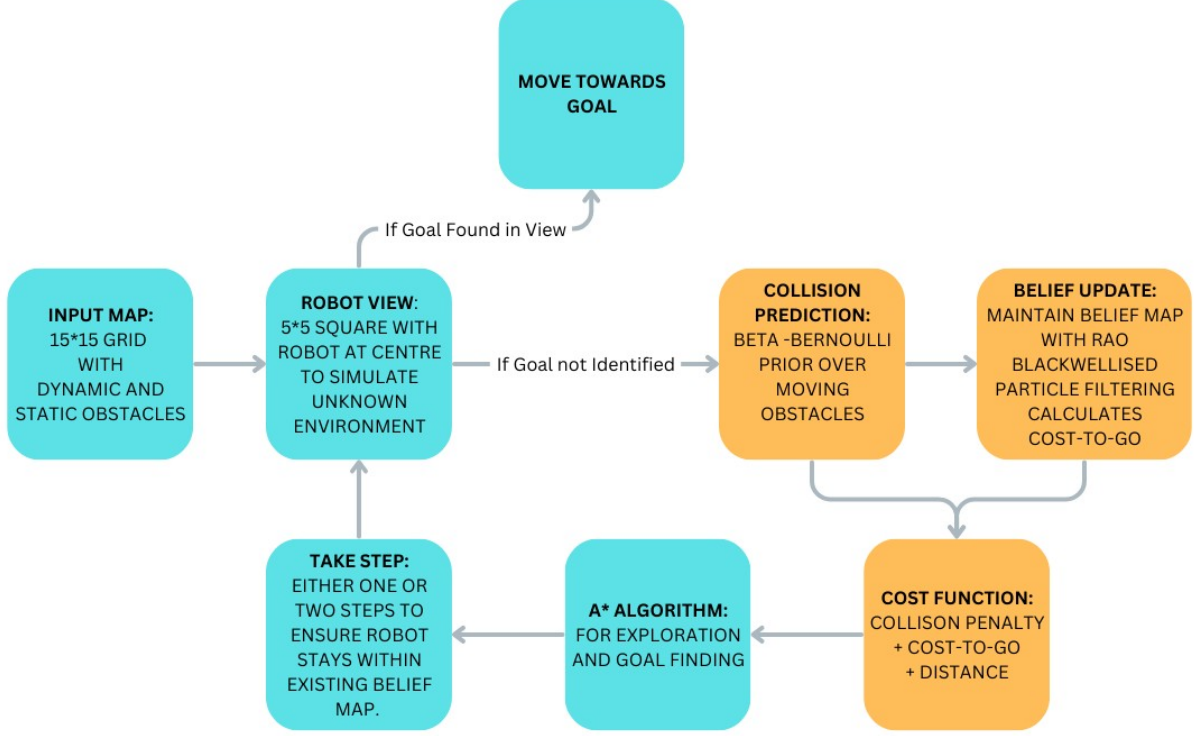 MOVE TOWARDS
GOAL
If Goal Found in View
INPUT MAP:
15*15 GRID
WITH
DYNAMIC AND
STATIC OBSTACLES
ROBOT VIEW:
5*5 SQUARE WITH
ROBOT AT CENTRE
TO SIMULATE
UNKNOWN
ENVIRONMENT
If Goal not Identified
COLLISION
PREDICTION:
BETA -BERNOULLI
PRIOR OVER
MOVING
OBSTACLES
BELIEF UPDATE:
MAINTAIN BELIEF MAP
WITH RAO
BLACKWELLISED
PARTICLE FILTERING
CALCULATES
COST-TO-GO
TAKE STEP:
EITHER ONE OR
TWO STEPS TO
ENSURE ROBOT
STAYS WITHIN
EXISTING BELIEF
MAP.
A* ALGORITHM:
FOR EXPLORATION
AND GOAL FINDING
COST FUNCTION:
COLLISON PENALTY
+ COST-TO-GO
+ DISTANCE